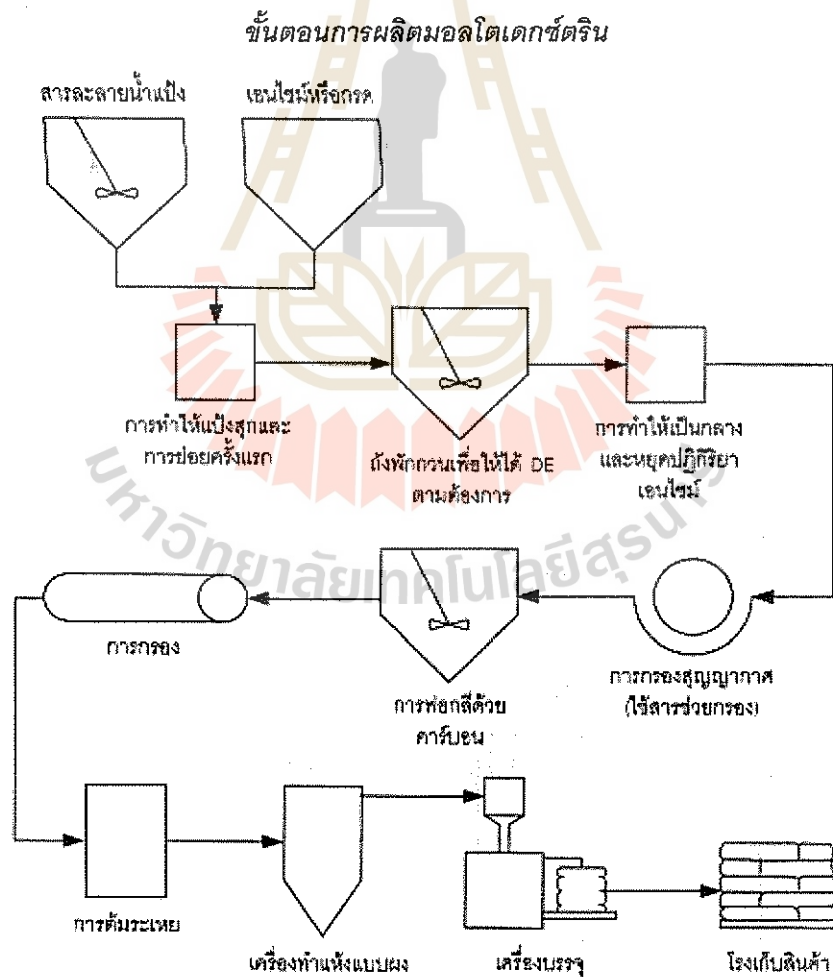 ขั้นตอนการผลิตมอลโตเดกซ์ตริน
สารละลายน้ำแป้ง
เอนไซม์หรือกรด
การทำให้แป้งสุกและ
การย่อยครั้งแรก
ถังพักกวนเพื่อให้ได้ DE
ตามต้องการ
การทำให้เป็นกลาง
และหยุดปฏิกิริยา
เอนไซม์
มหาวิทยาลัยเทคโนโลยีสุรนารี
การกรอง
การฟอกสีด้วย
คาร์บอน
การกรองสุญญากาศ
(ใช้สารช่วยกรอง)
การต้มระเหย
เครื่องทำแห้งแบบผง
เครื่องบรรจุ
โรงเก็บสินค้า